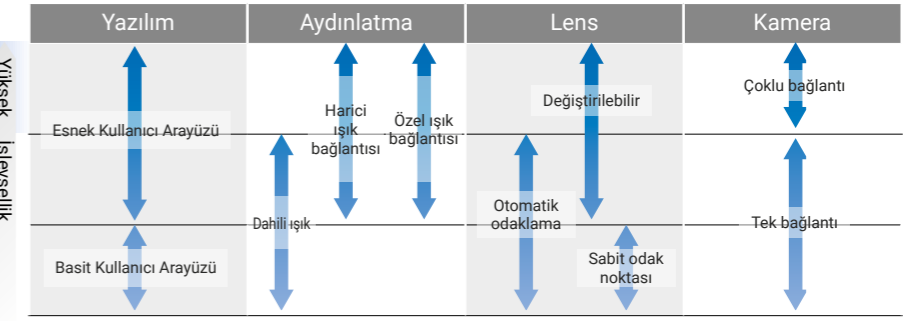 Yazılım
Aydınlatma
Lens
Kamera
Yüksek İşlevsellik
Esnek Kullanıcı Arayüzü
Harici
ışık
bağlantısı
Özel ışık
bağlantısı
Değiştirilebilir
Çoklu bağlantı
Dahili ışık
Otomatik
odaklama
Tek bağlantı
Basit Kullanıcı Arayüzü
Sabit odak
noktası